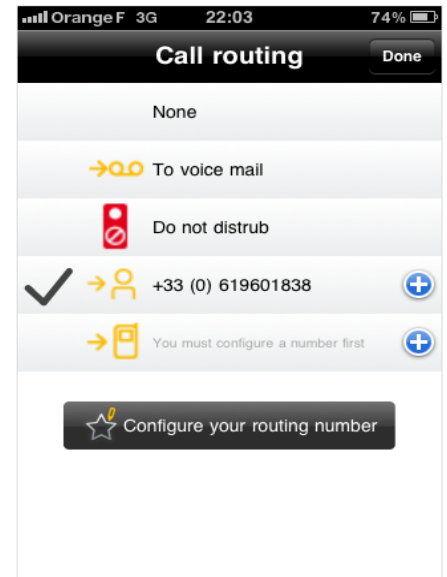 Orange F 3G 22:03 74%
Call routing
Done
None
To voice mail
Do not distrub
+33 (0) 619601838
You must configure a number first
Configure your routing number